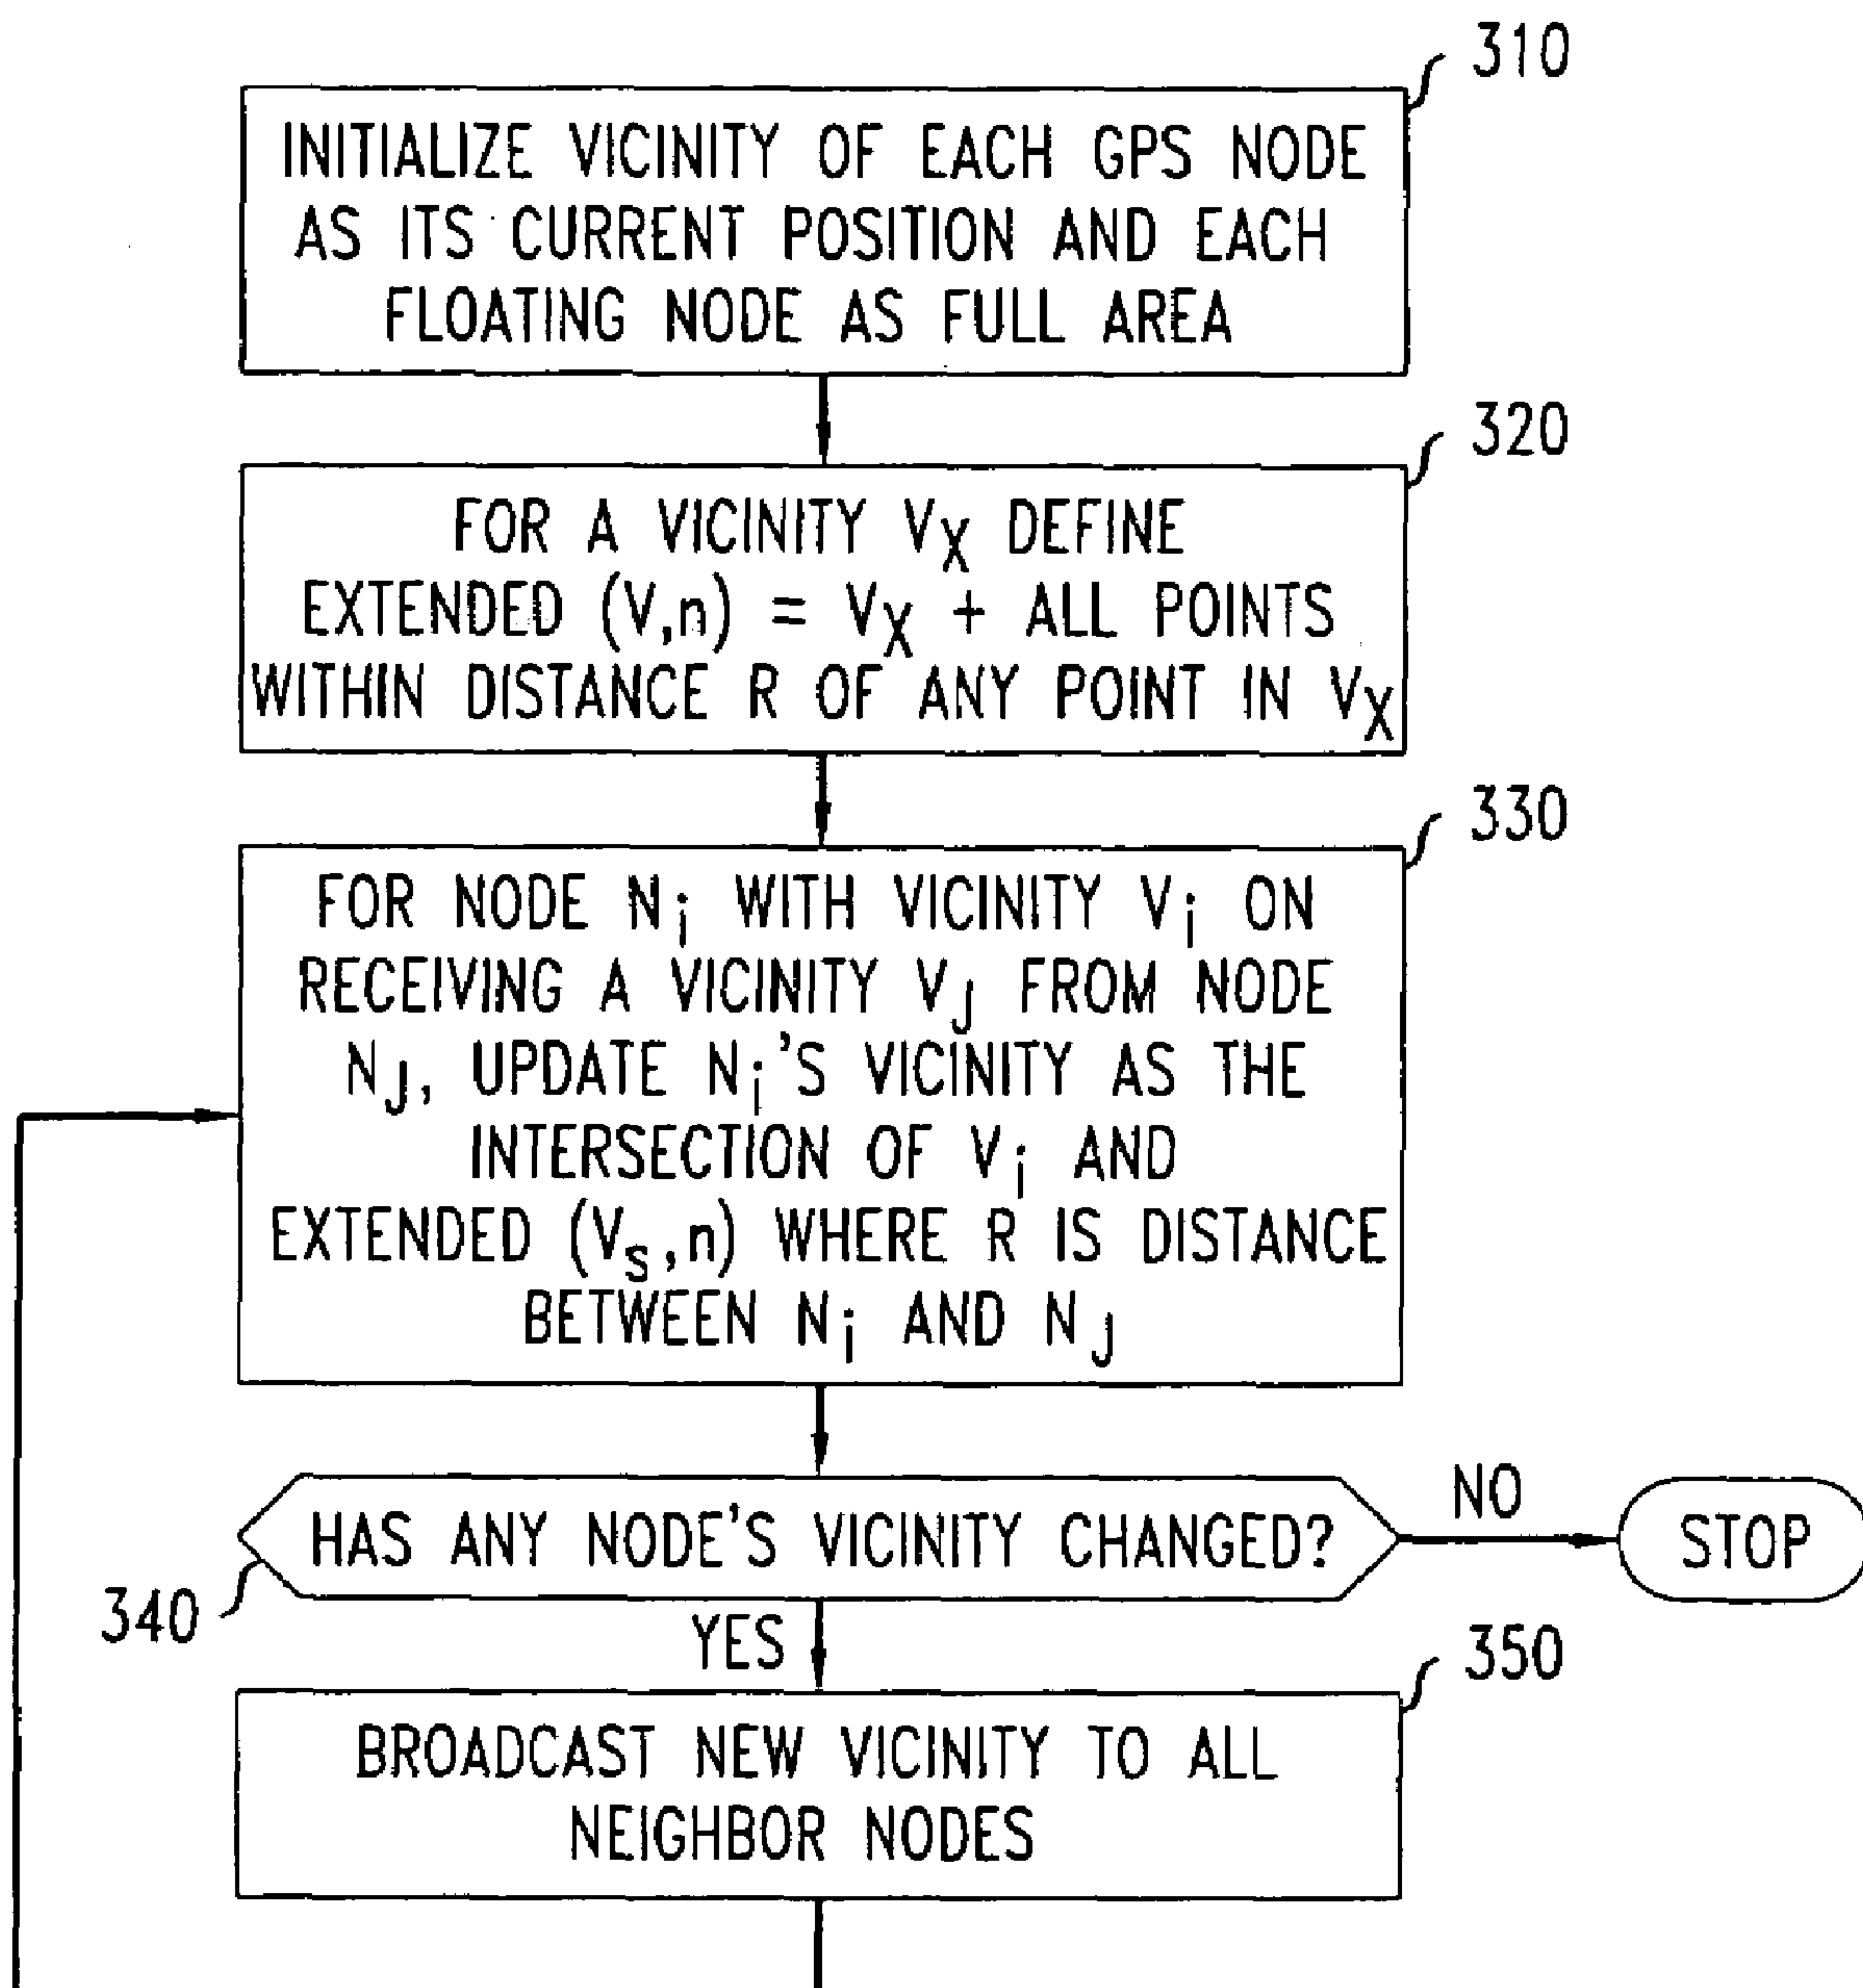 310
INITIALIZE VICINITY OF EACH GPS NODE
AS ITS CURRENT POSITION AND EACH
FLOATING NODE AS FULL AREA
320
FOR A VICINITY VX DEFINE
EXTENDED (V,n) = VX + ALL POINTS
WITHIN DISTANCE R OF ANY POINT IN VX
330
FOR NODE Ni WITH VICINITY Vi ON
RECEIVING A VICINITY VJ FROM NODE
NJ, UPDATE Ni'S VICINITY AS THE
INTERSECTION OF Vi AND
EXTENDED (Vs,n) WHERE R IS DISTANCE
BETWEEN Ni AND NJ
HAS ANY NODE'S VICINITY CHANGED?
NO
STOP
340
YES
350
BROADCAST NEW VICINITY TO ALL
NEIGHBOR NODES